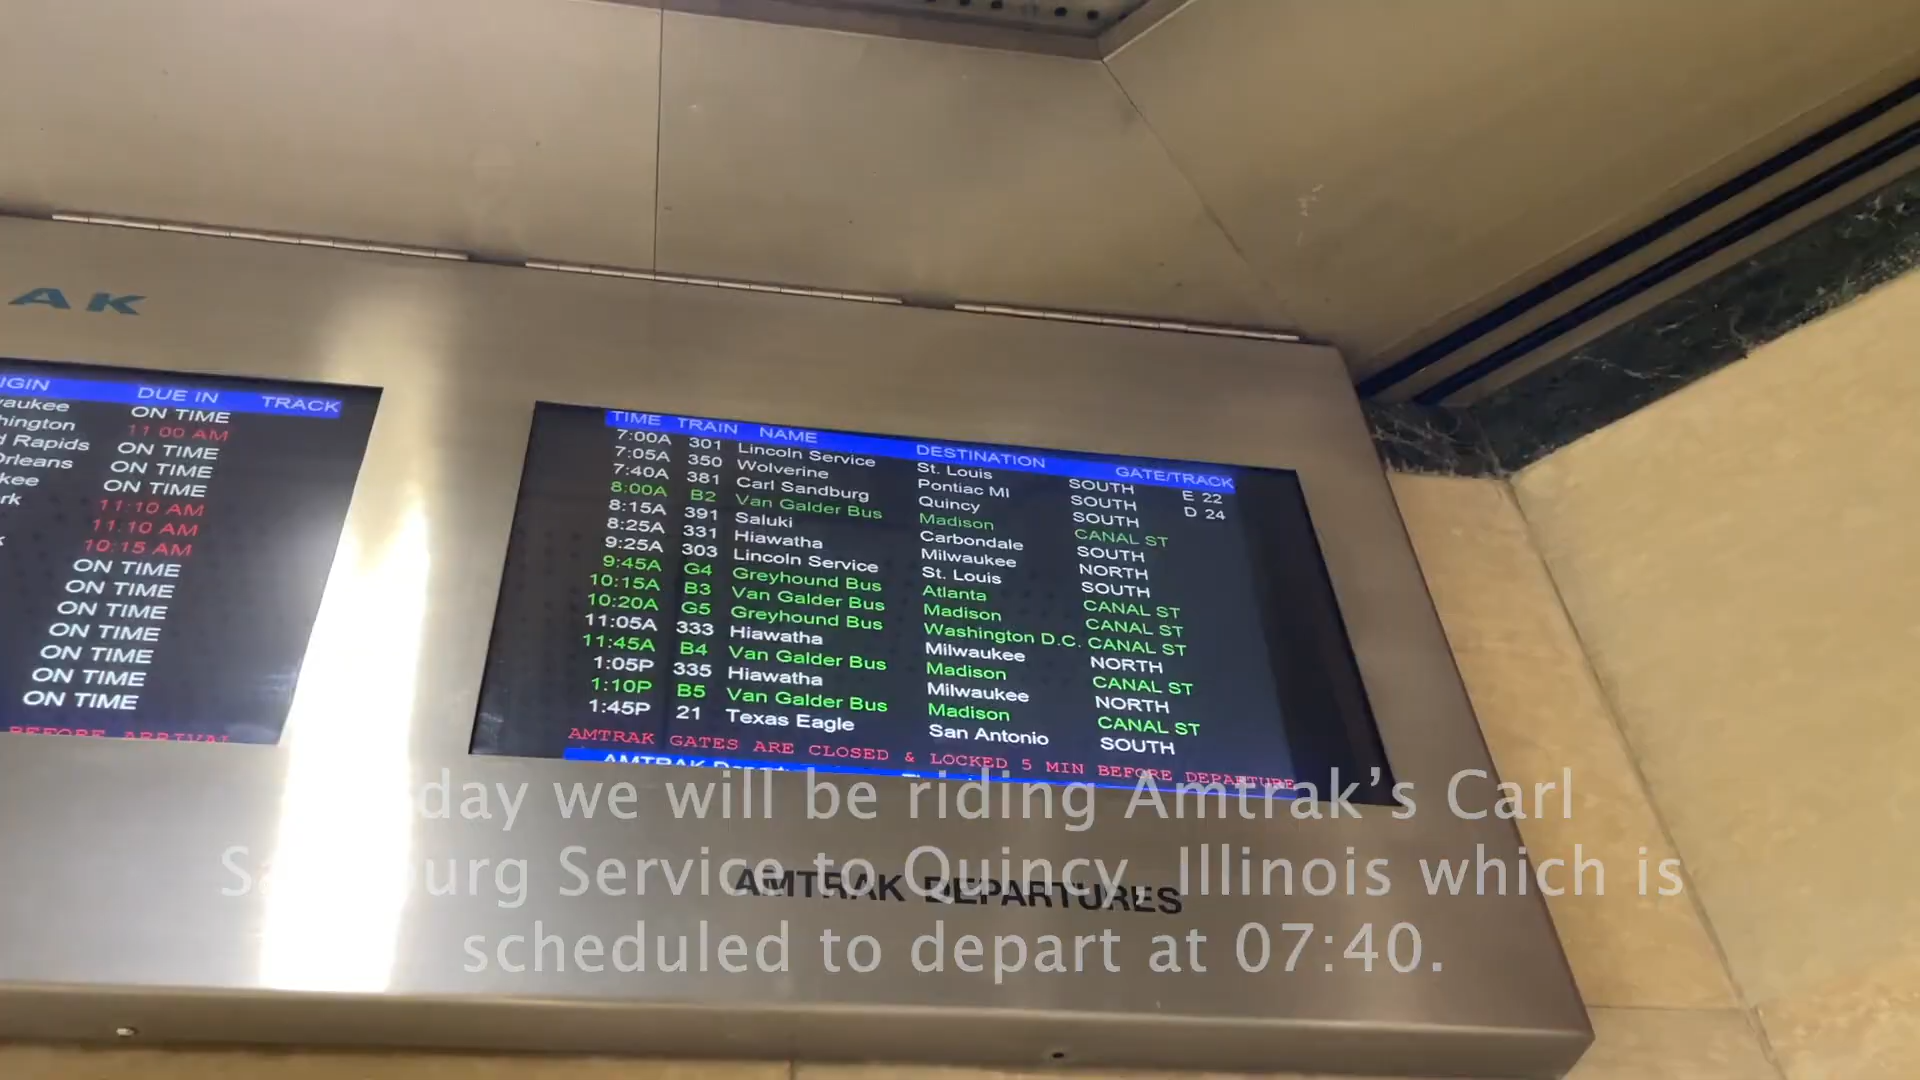 AK
IGIN DUE IN TRACK
vaukee ON TIME
hington 11:00 AM
d Rapids ON TIME
Orleans ON TIME
kee ON TIME
rk 11:10 AM
11:10 AM
10:15 AM
ON TIME
ON TIME
ON TIME
ON TIME
ON TIME
ON TIME
ON TIME
BEFORE ARRIVAL
TIME TRAIN NAME DESTINATION GATE/TRACK
7:00A 301 Lincoln Service St. Louis SOUTH E 22
7:05A 350 Wolverine Pontiac MI SOUTH D 24
7:40A 381 Carl Sandburg Quincy SOUTH
8:00A B2 Van Galder Bus Madison CANAL ST
8:15A 391 Saluki Carbondale SOUTH
8:25A 331 Hiawatha Milwaukee NORTH
9:25A 303 Lincoln Service St. Louis SOUTH
9:45A G4 Greyhound Bus Atlanta CANAL ST
10:15A B3 Van Galder Bus Madison CANAL ST
10:20A G5 Greyhound Bus Washington D.C. CANAL ST
11:05A 333 Hiawatha Milwaukee NORTH
11:45A B4 Van Galder Bus Madison CANAL ST
1:05P 335 Hiawatha Milwaukee NORTH
1:10P B5 Van Galder Bus Madison CANAL ST
1:45P 21 Texas Eagle San Antonio SOUTH
AMTRAK GATES ARE CLOSED & LOCKED 5 MIN BEFORE DEPARTURE
AMTRAK
AMTRAK DEPARTURES
day we will be riding Amtrak's Carl
Service to Quincy, Illinois which is
scheduled to depart at 07:40.